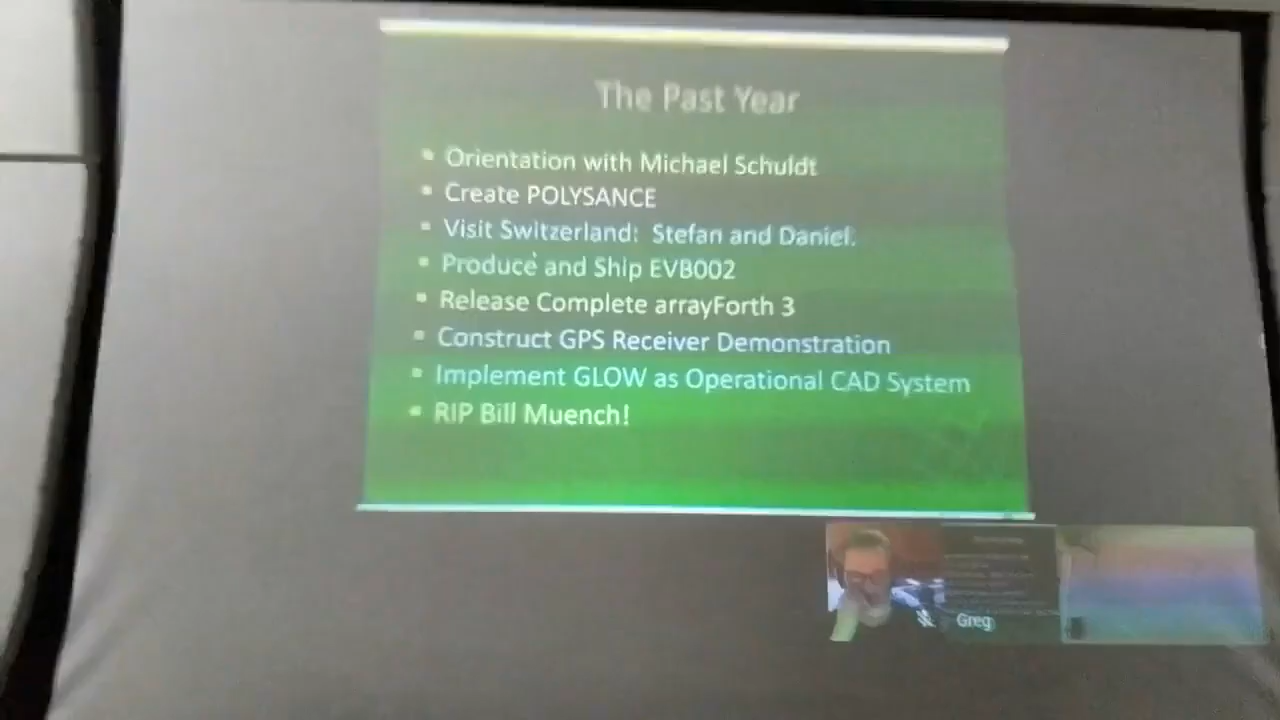 The Past Year
▪ Orientation with Michael Schuldt
▪ Create POLYSANCE
▪ Visit Switzerland:  Stefan and Daniel.
▪ Produce and Ship EVB002
▪ Release Complete arrayForth 3
▪ Construct GPS Receiver Demonstration
▪ Implement GLOW as Operational CAD System
▪ RIP Bill Muench!
Greg